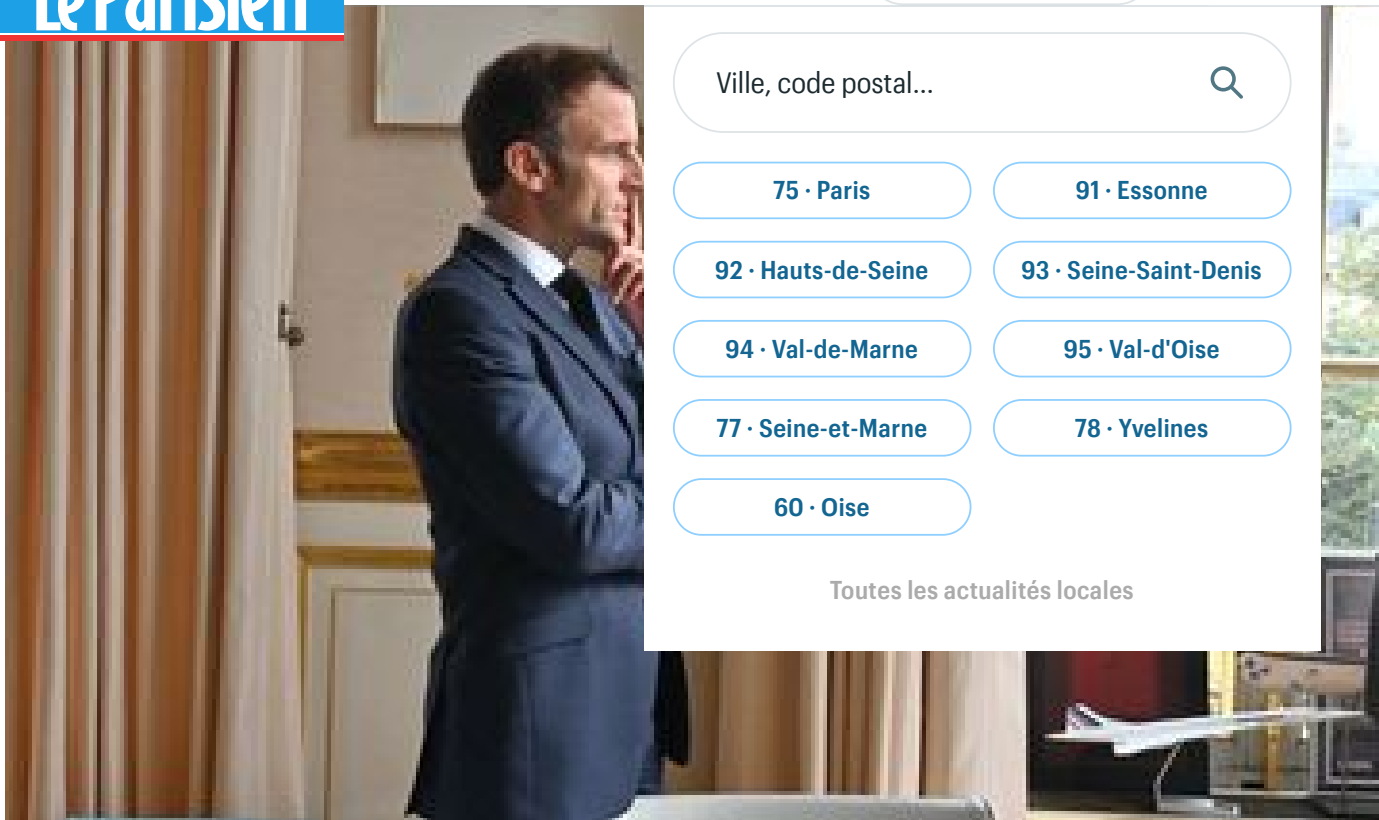 Le Parisien
Ville, code postal...
75 · Paris
91 · Essonne
92 · Hauts-de-Seine
93 · Seine-Saint-Denis
94 · Val-de-Marne
95 · Val-d'Oise
77 · Seine-et-Marne
78 · Yvelines
60 · Oise
Toutes les actualités locales